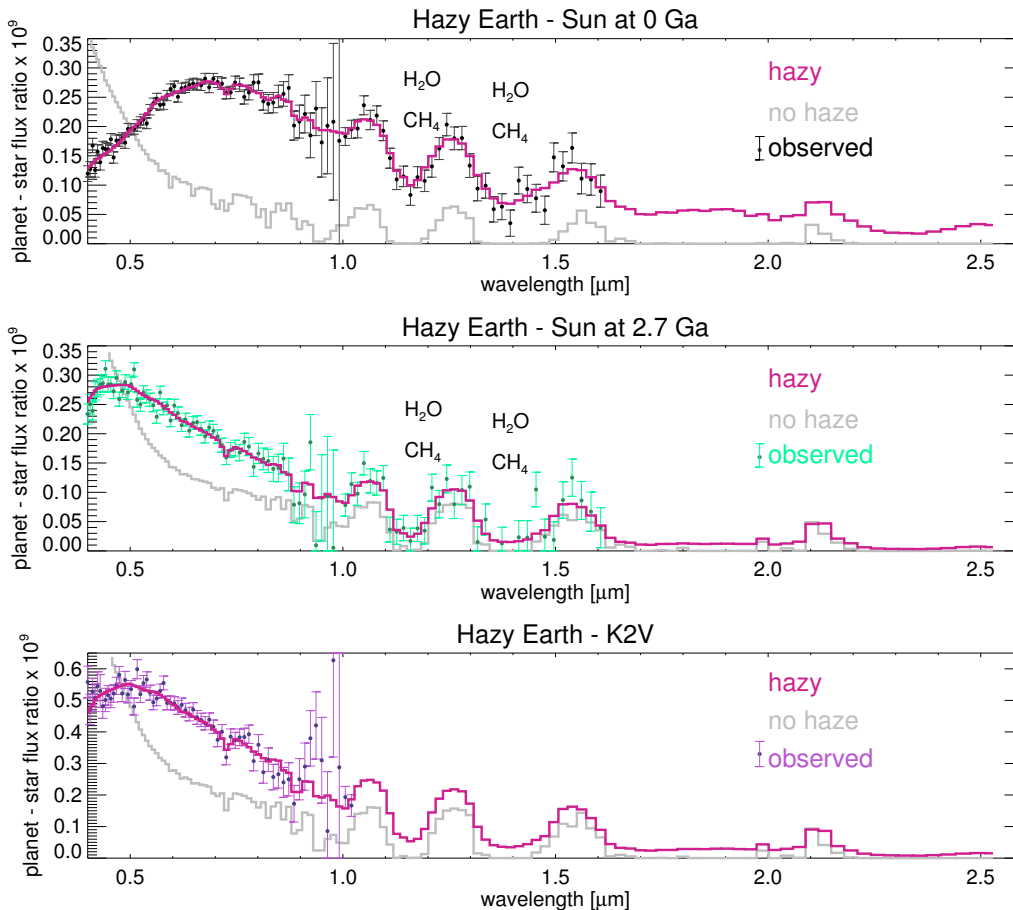 Hazy Earth - Sun at 0 Ga
planet - star flux ratio x 10⁹
0.35
0.30
0.25
0.20
0.15
0.10
0.05
0.00
H₂O
CH₄
H₂O
CH₄
hazy
no haze
observed
0.5 1.0 1.5 2.0 2.5
wavelength [μm]
Hazy Earth - Sun at 2.7 Ga
planet - star flux ratio x 10⁹
0.35
0.30
0.25
0.20
0.15
0.10
0.05
0.00
H₂O
CH₄
H₂O
CH₄
hazy
no haze
observed
0.5 1.0 1.5 2.0 2.5
wavelength [μm]
Hazy Earth - K2V
planet - star flux ratio x 10⁹
0.6
0.5
0.4
0.3
0.2
0.1
0.0
hazy
no haze
observed
0.5 1.0 1.5 2.0 2.5
wavelength [μm]